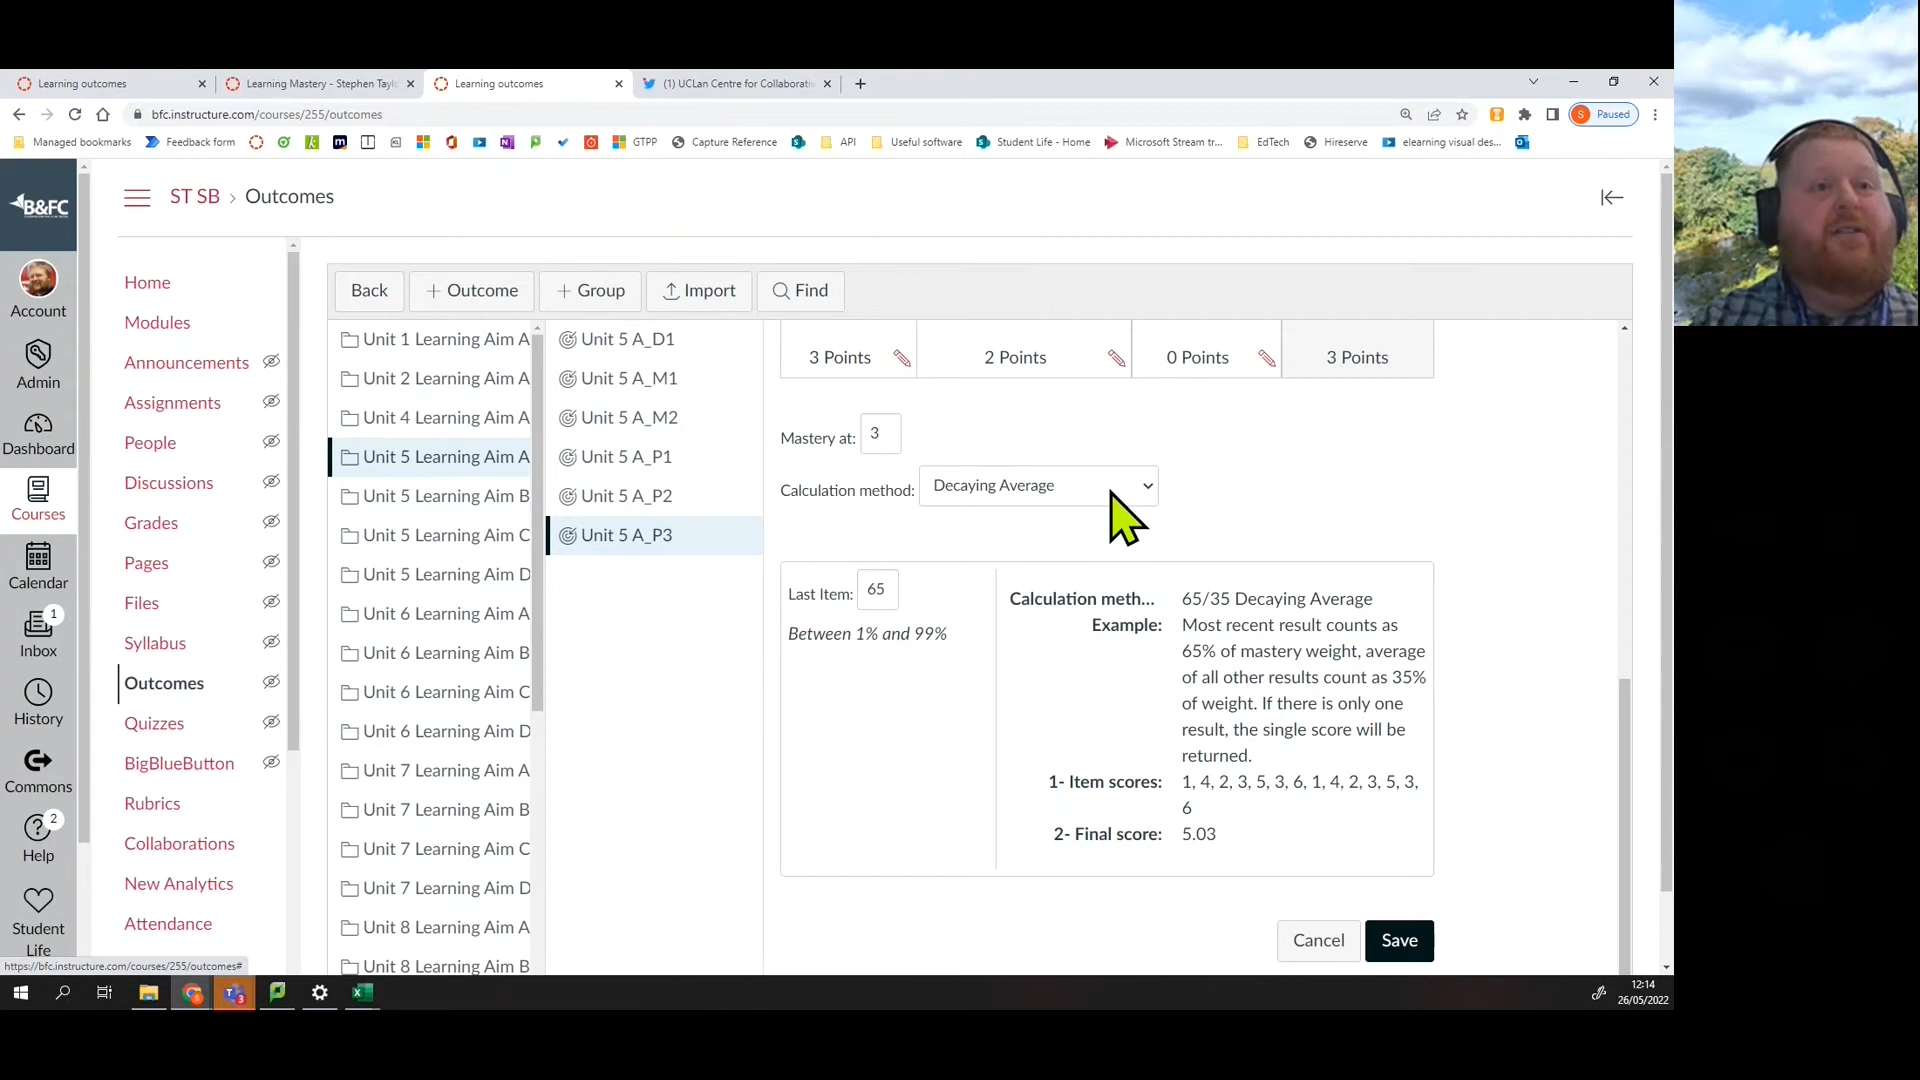 Learning outcomes
Learning Mastery - Stephen Taylo
Learning outcomes
(1) UCLan Centre for Collaborativ
bfc.instructure.com/courses/255/outcomes
S Paused
Managed bookmarks
Feedback form
GTPP
Capture Reference
API
Useful software
Student Life - Home
Microsoft Stream tr...
EdTech
Hireserve
elearning visual des...
B&FC
Account
Admin
Dashboard
Courses
Calendar
1
Inbox
History
Commons
2
Help
Student
Life
ST SB › Outcomes
Home
Modules
Announcements
Assignments
People
Discussions
Grades
Pages
Files
Syllabus
Outcomes
Quizzes
BigBlueButton
Rubrics
Collaborations
New Analytics
Attendance
Back
+ Outcome
+ Group
Import
Find
Unit 1 Learning Aim A
Unit 2 Learning Aim A
Unit 4 Learning Aim A
Unit 5 Learning Aim A
Unit 5 Learning Aim B
Unit 5 Learning Aim C
Unit 5 Learning Aim D
Unit 6 Learning Aim A
Unit 6 Learning Aim B
Unit 6 Learning Aim C
Unit 6 Learning Aim D
Unit 7 Learning Aim A
Unit 7 Learning Aim B
Unit 7 Learning Aim C
Unit 7 Learning Aim D
Unit 8 Learning Aim A
Unit 8 Learning Aim B
Unit 5 A_D1
Unit 5 A_M1
Unit 5 A_M2
Unit 5 A_P1
Unit 5 A_P2
Unit 5 A_P3
3 Points
2 Points
0 Points
3 Points
Mastery at: 3
Calculation method: Decaying Average
Last Item: 65
Between 1% and 99%
Calculation meth... 65/35 Decaying Average
Example: Most recent result counts as
65% of mastery weight, average
of all other results count as 35%
of weight. If there is only one
result, the single score will be
returned.
1- Item scores: 1, 4, 2, 3, 5, 3, 6, 1, 4, 2, 3, 5, 3,
6
2- Final score: 5.03
Cancel
Save
https://bfc.instructure.com/courses/255/outcomes#
12:14
26/05/2022